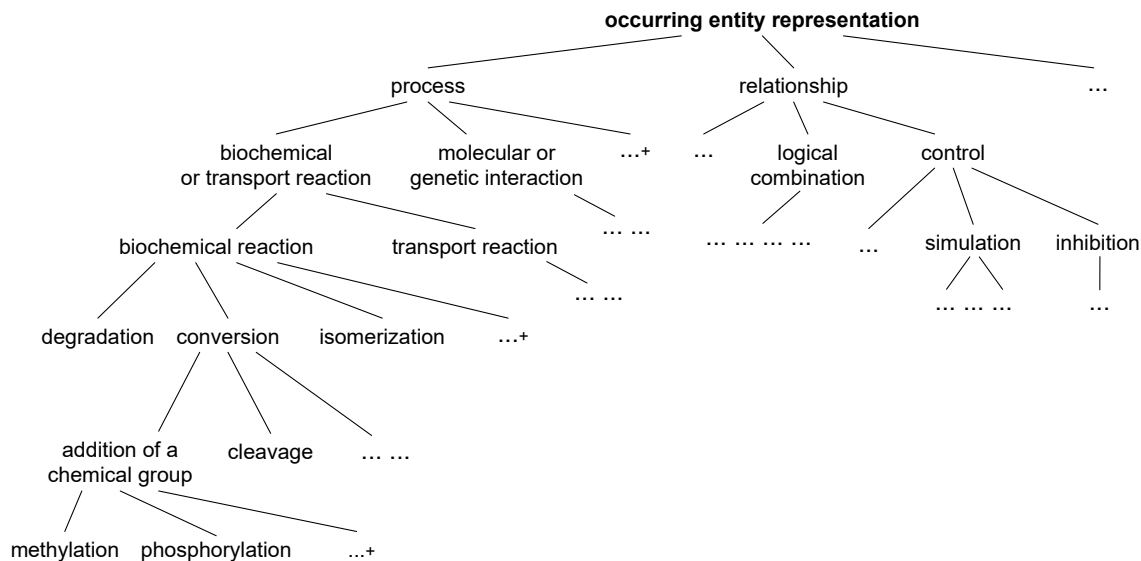 occurring entity representation
process relationship ...
biochemical
or transport reaction
molecular or
genetic interaction
...+
...
logical
combination
control
biochemical reaction
transport reaction
... ...
... ... ... ...
...
simulation
inhibition
degradation
conversion
isomerization
...+
... ...
... ... ...
...
addition of a
chemical group
cleavage
... ...
methylation
phosphorylation
...+